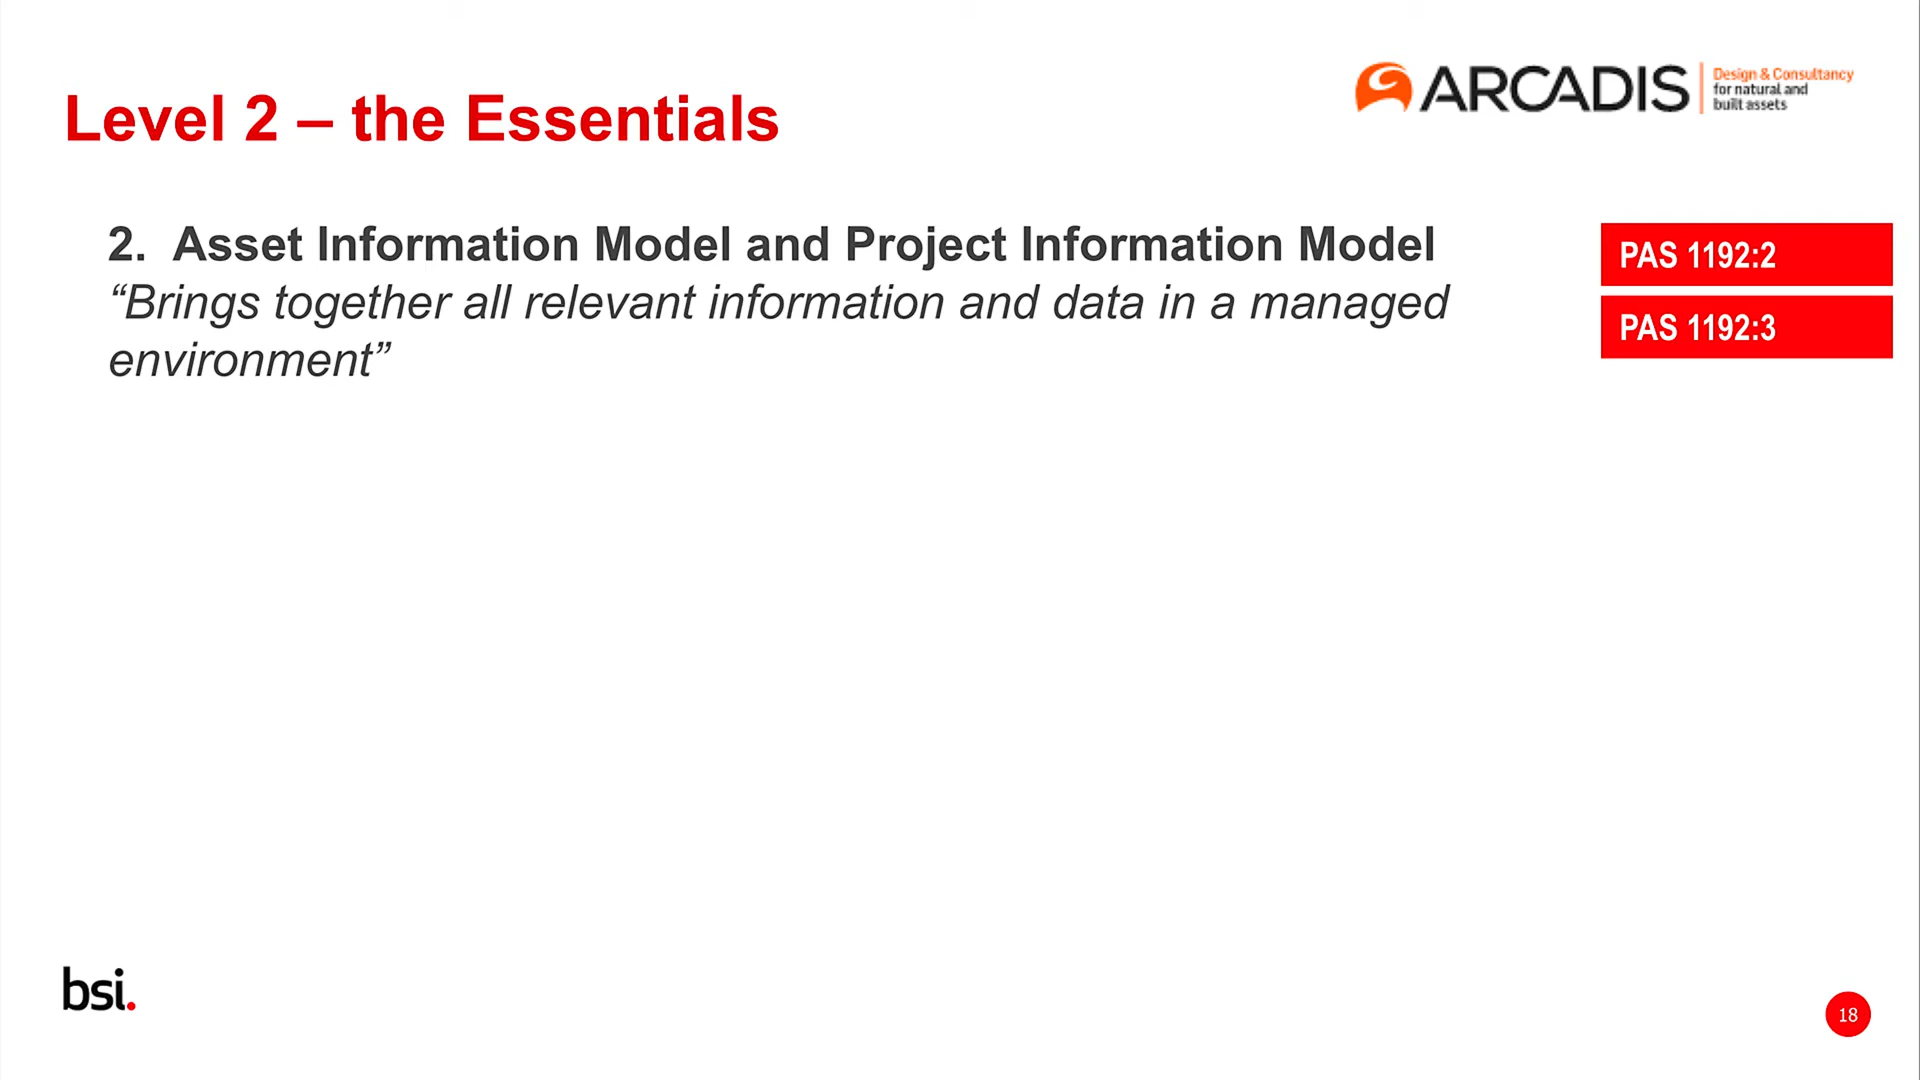 ARCADIS
Design & Consultancy
for natural and
built assets
Level 2 – the Essentials
2. Asset Information Model and Project Information Model
“Brings together all relevant information and data in a managed
environment”
PAS 1192:2
PAS 1192:3
bsi.
18